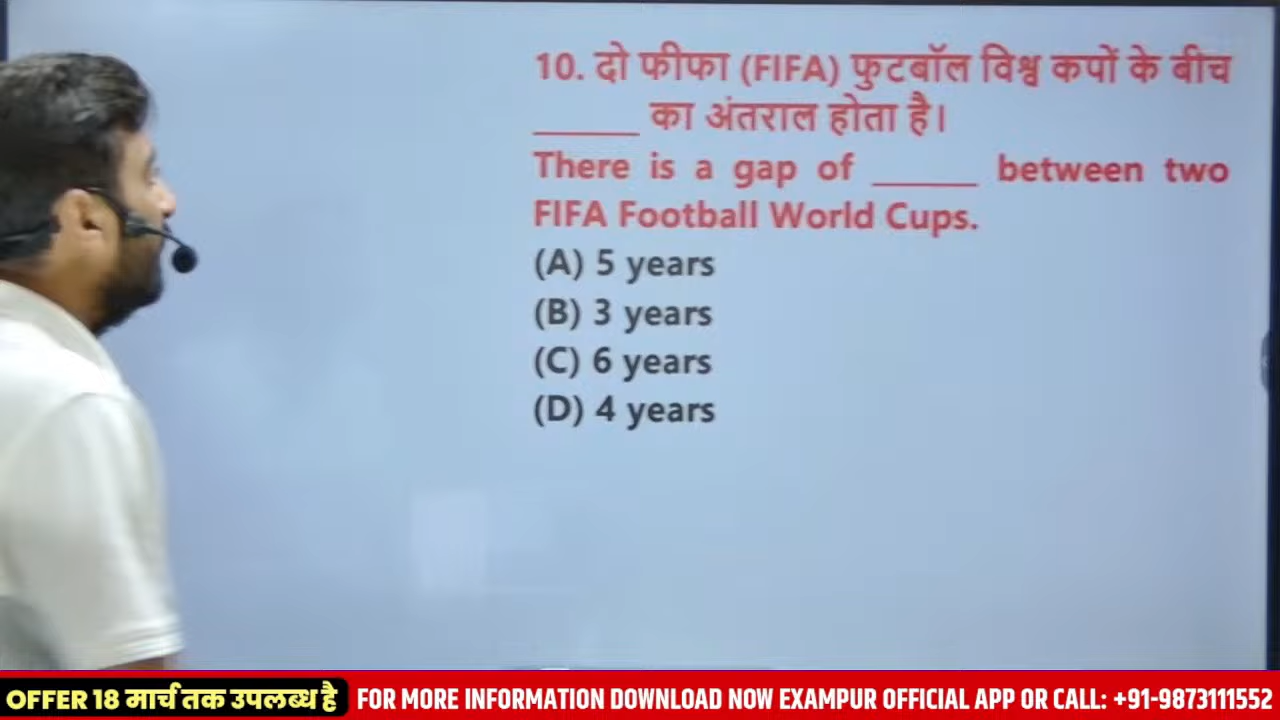 10. दो फीफा (FIFA) फुटबॉल विश्व कपों के बीच
______ का अंतराल होता है।
There is a gap of ______ between two
FIFA Football World Cups.
(A) 5 years
(B) 3 years
(C) 6 years
(D) 4 years
OFFER 18 मार्च तक उपलब्ध है FOR MORE INFORMATION DOWNLOAD NOW EXAMPUR OFFICIAL APP OR CALL: +91-9873111552